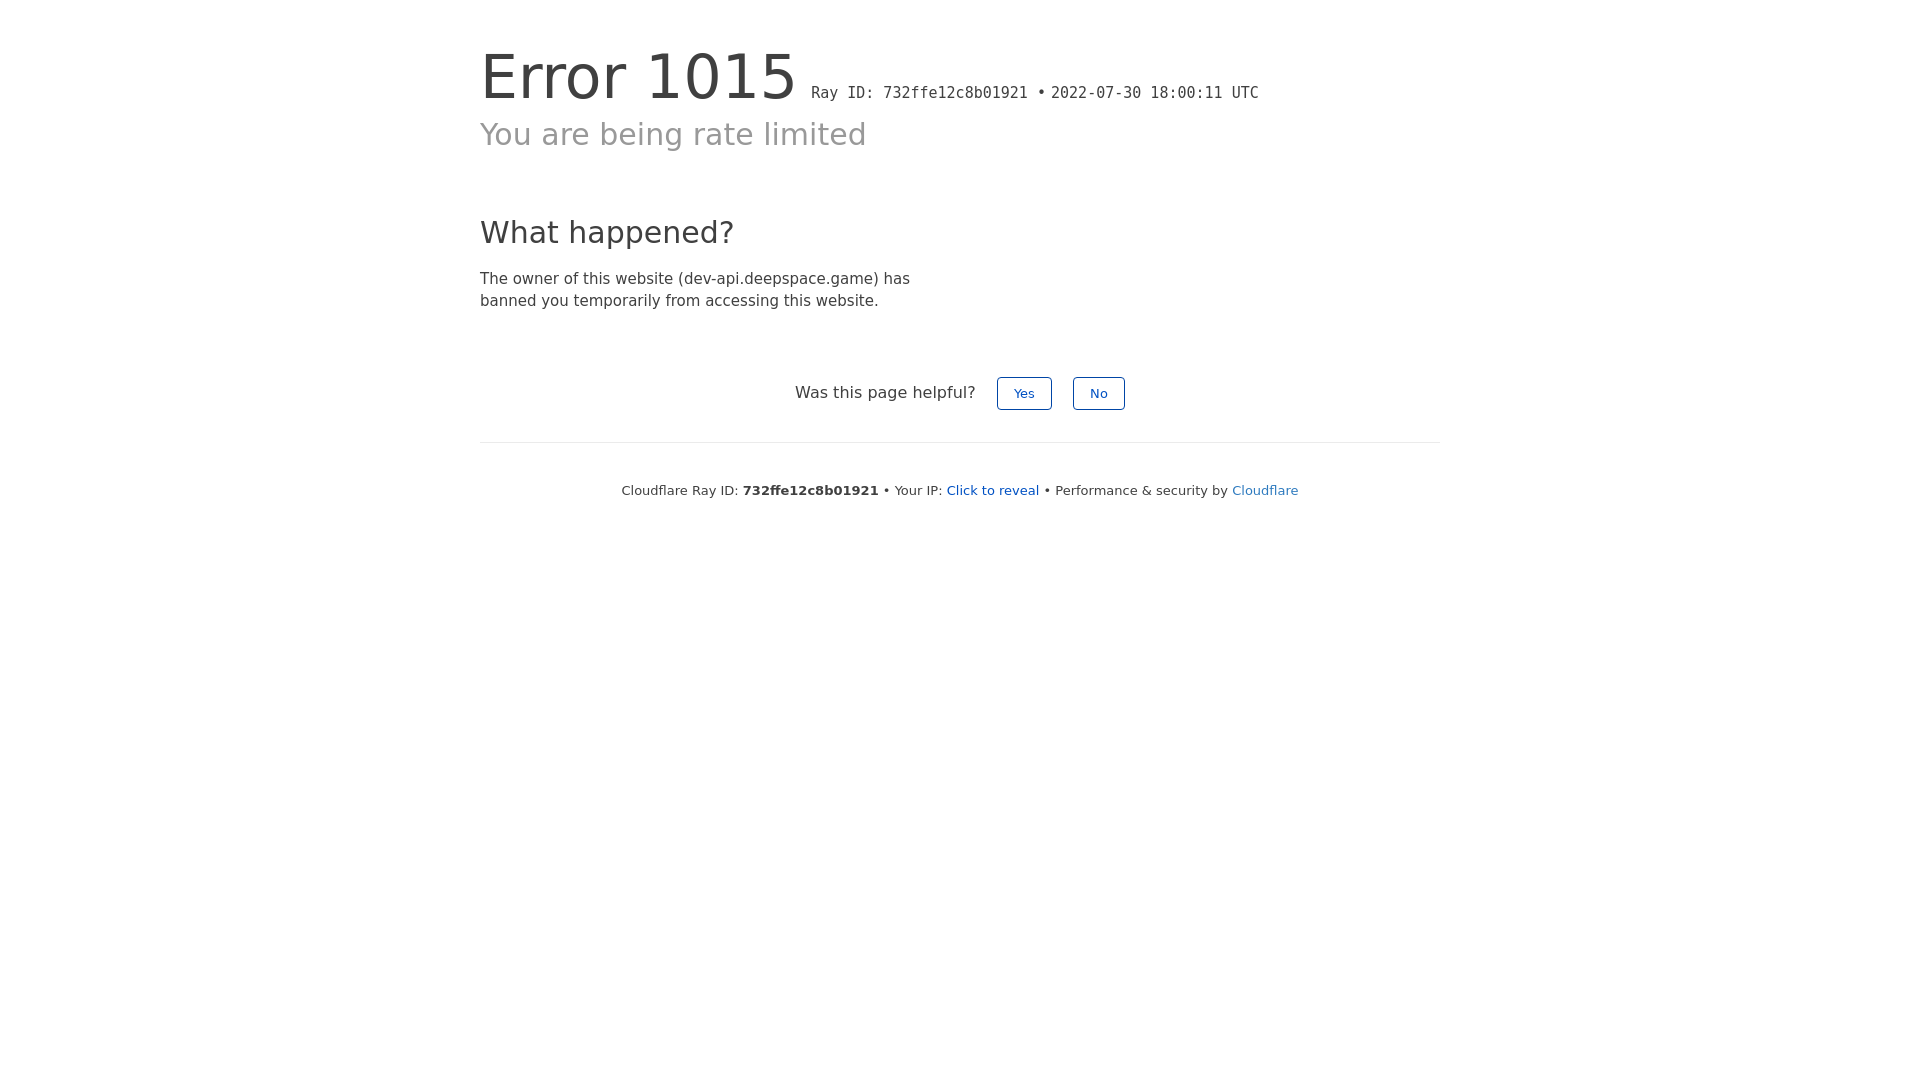 Error 1015 Ray ID: 732ffe12c8b01921 • 2022-07-30 18:00:11 UTC
You are being rate limited
What happened?
The owner of this website (dev-api.deepspace.game) has
banned you temporarily from accessing this website.
Was this page helpful? Yes No
Cloudflare Ray ID: 732ffe12c8b01921 • Your IP: Click to reveal • Performance & security by Cloudflare